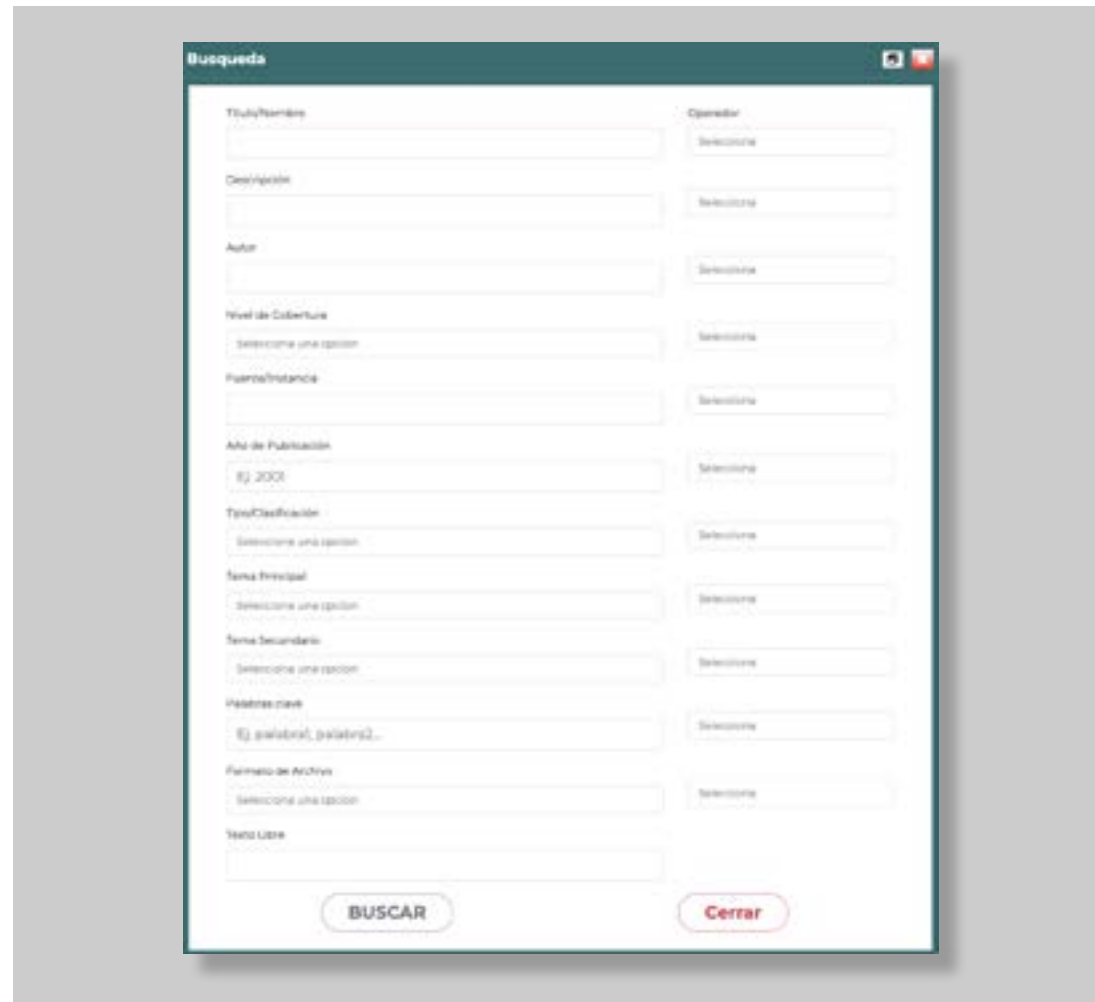 Busqueda
Titulo/Nombre Operador
Selecciona
Descripción
Selecciona
Autor
Selecciona
Nivel de Cobertura
Selecciona una opcion Selecciona
Fuente/Instancia
Selecciona
Año de Publicación
Ej. 2001 Selecciona
Tipo/Clasificación
Selecciona una opcion Selecciona
Tema Principal
Selecciona una opcion Selecciona
Tema Secundario
Selecciona una opcion Selecciona
Palabras clave
Ej. palabra1, palabra2... Selecciona
Formato de Archivo
Selecciona una opcion Selecciona
Texto Libre
BUSCAR Cerrar